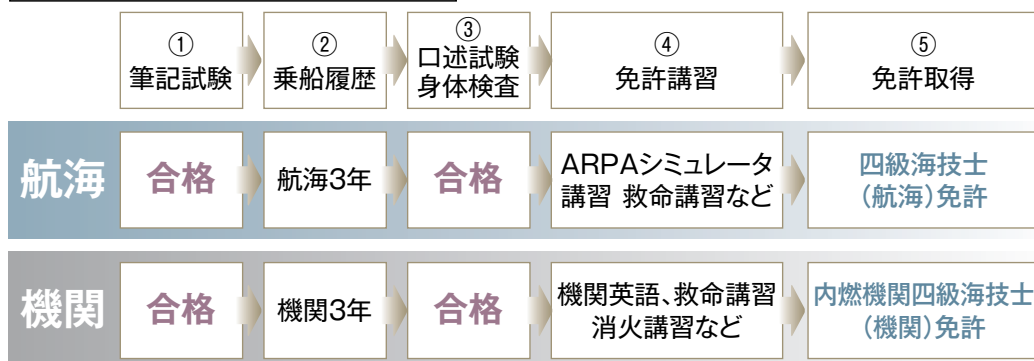 ①
筆記試験
②
乗船履歴
③
口述試験
身体検査
④
免許講習
⑤
免許取得
航海
合格
航海3年
合格
ARPAシミュレータ
講習 救命講習など
四級海技士
(航海)免許
機関
合格
機関3年
合格
機関英語、救命講習
消火講習など
内燃機関四級海技士
(機関)免許